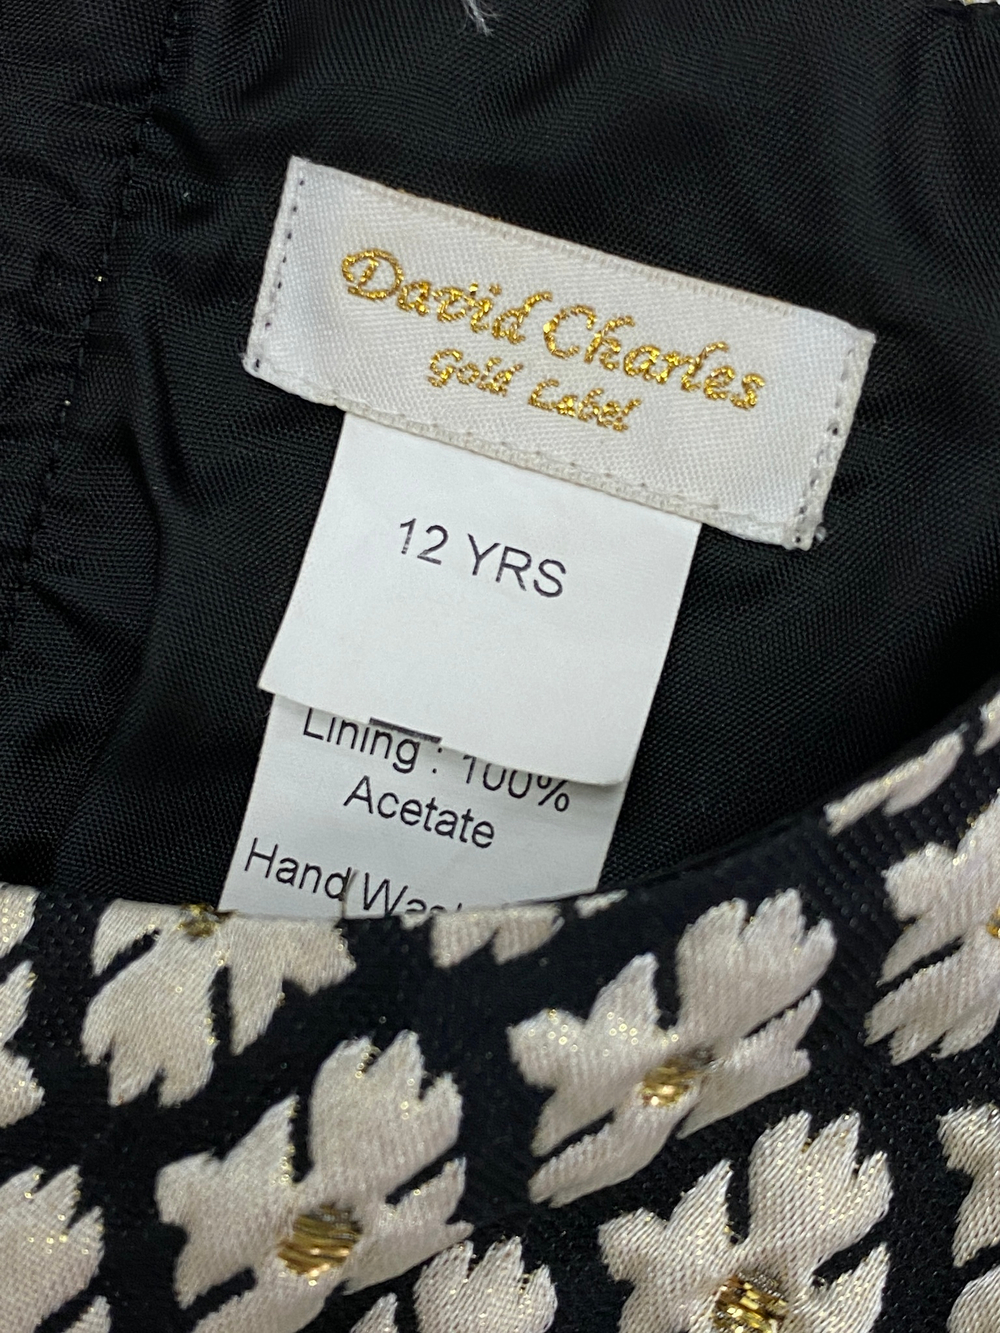 David Charles
Gold Label
12 YRS
Lining : 100%
Acetate
Hand